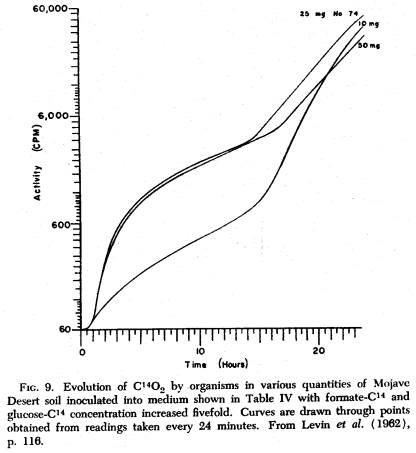 60,000
25 mg No 74
10 mg
50 mg
6,000
Activity (CPM)
600
60
0
10
20
Time (Hours)
FIG. 9. Evolution of C¹⁴O₂ by organisms in various quantities of Mojave
Desert soil inoculated into medium shown in Table IV with formate-C¹⁴ and
glucose-C¹⁴ concentration increased fivefold. Curves are drawn through points
obtained from readings taken every 24 minutes. From Levin et al. (1962),
p. 116.